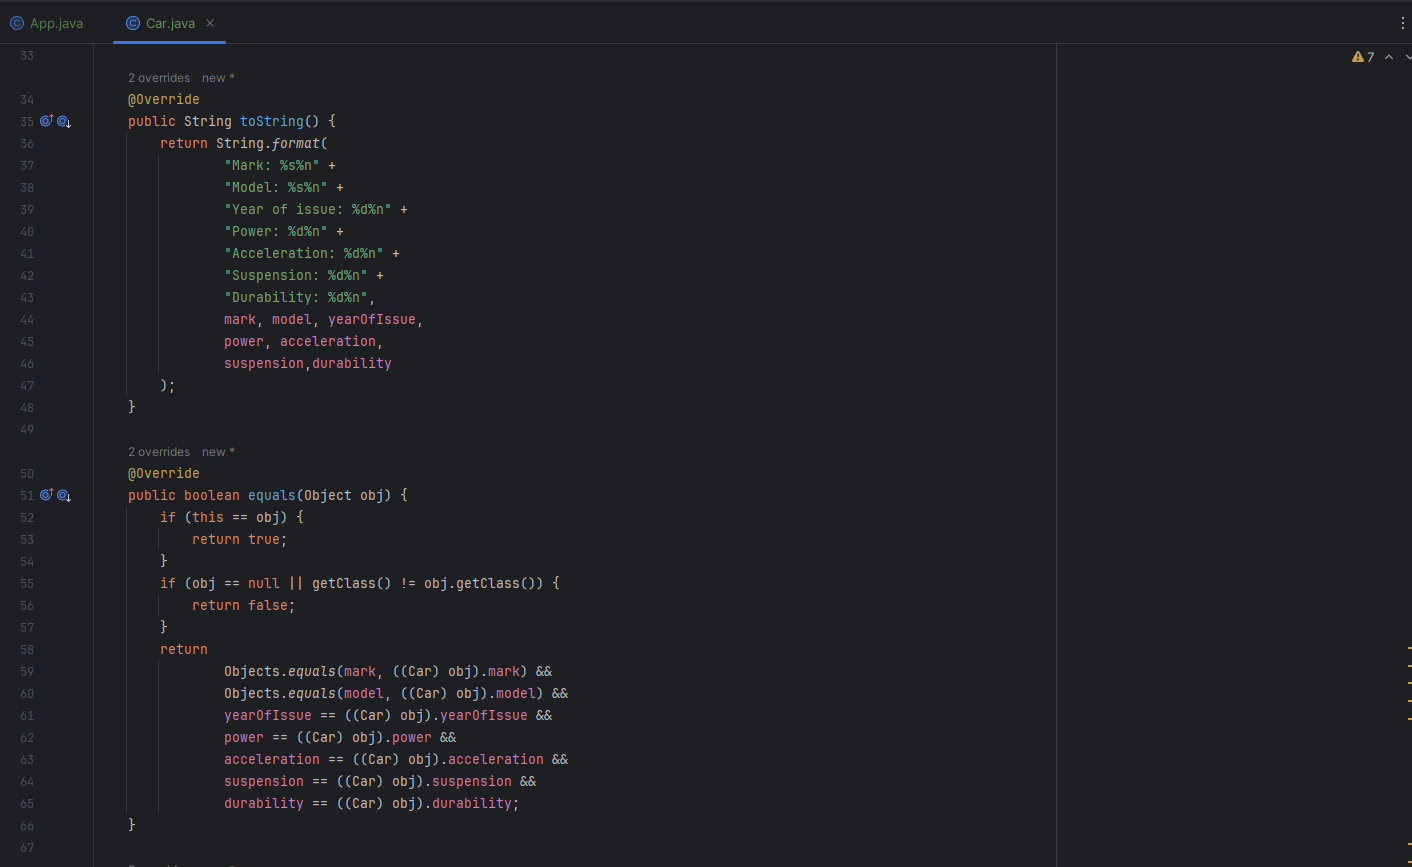 App.java Car.java
7
33
2 overrides new *
34 @Override
35 public String toString() {
36 return String.format(
37 "Mark: %s%n" +
38 "Model: %s%n" +
39 "Year of issue: %d%n" +
40 "Power: %d%n" +
41 "Acceleration: %d%n" +
42 "Suspension: %d%n" +
43 "Durability: %d%n",
44 mark, model, yearOfIssue,
45 power, acceleration,
46 suspension,durability
47 );
48 }
49
2 overrides new *
50 @Override
51 public boolean equals(Object obj) {
52 if (this == obj) {
53 return true;
54 }
55 if (obj == null || getClass() != obj.getClass()) {
56 return false;
57 }
58 return
59 Objects.equals(mark, ((Car) obj).mark) &&
60 Objects.equals(model, ((Car) obj).model) &&
61 yearOfIssue == ((Car) obj).yearOfIssue &&
62 power == ((Car) obj).power &&
63 acceleration == ((Car) obj).acceleration &&
64 suspension == ((Car) obj).suspension &&
65 durability == ((Car) obj).durability;
66 }
67